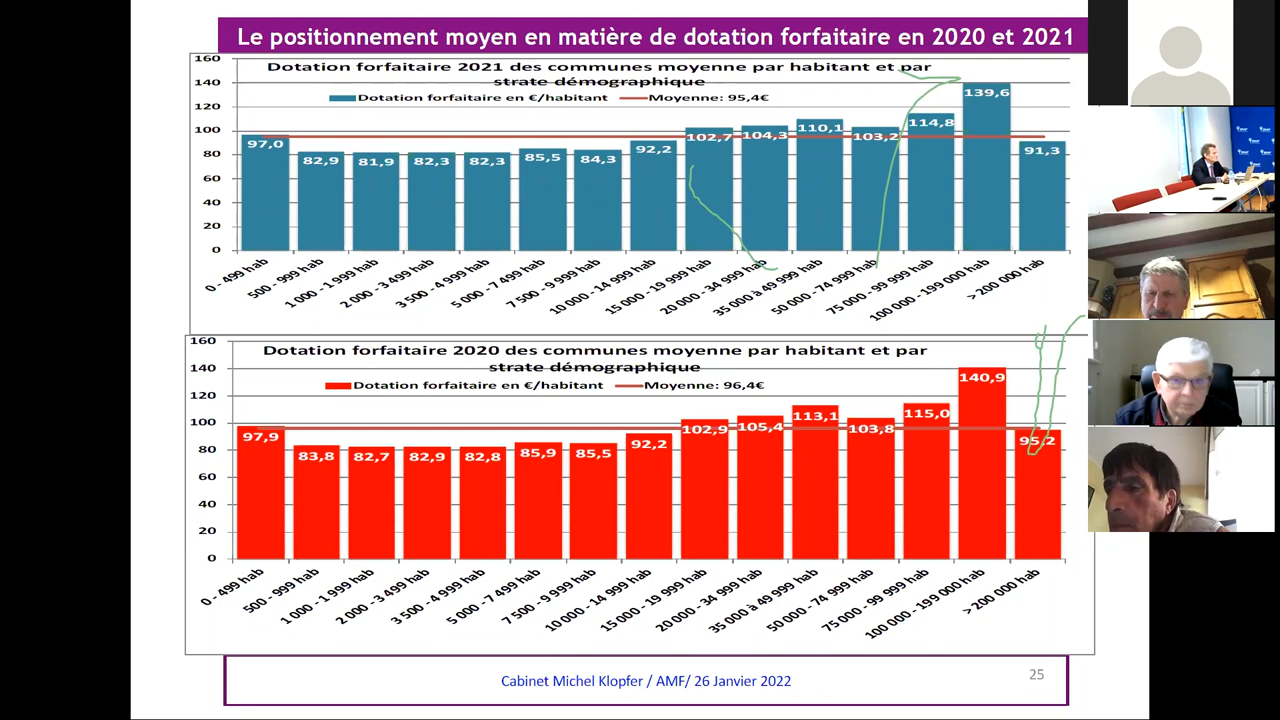 Le positionnement moyen en matière de dotation forfaitaire en 2020 et 2021
Dotation forfaitaire 2021 des communes moyenne par habitant et par
strate démographique
Dotation forfaitaire en €/habitant
Moyenne: 95,4€
160
140
120
100
80
60
40
20
0
97,0
82,9
81,9
82,3
82,3
85,5
84,3
92,2
102,7
104,3
110,1
103,2
114,8
139,6
91,3
0 - 499 hab
500 - 999 hab
1 000 - 1 999 hab
2 000 - 3 499 hab
3 500 - 4 999 hab
5 000 - 7 499 hab
7 500 - 9 999 hab
10 000 - 14 999 hab
15 000 - 19 999 hab
20 000 - 34 999 hab
35 000 à 49 999 hab
50 000 - 74 999 hab
75 000 - 99 999 hab
100 000 - 199 000 hab
> 200 000 hab
Dotation forfaitaire 2020 des communes moyenne par habitant et par
strate démographique
Dotation forfaitaire en €/habitant
Moyenne: 96,4€
160
140
120
100
80
60
40
20
0
97,9
83,8
82,7
82,9
82,8
85,9
85,5
92,2
102,9
105,4
113,1
103,8
115,0
140,9
95,2
0 - 499 hab
500 - 999 hab
1 000 - 1 999 hab
2 000 - 3 499 hab
3 500 - 4 999 hab
5 000 - 7 499 hab
7 500 - 9 999 hab
10 000 - 14 999 hab
15 000 - 19 999 hab
20 000 - 34 999 hab
35 000 à 49 999 hab
50 000 - 74 999 hab
75 000 - 99 999 hab
100 000 - 199 000 hab
> 200 000 hab
Cabinet Michel Klopfer / AMF/ 26 Janvier 2022
25